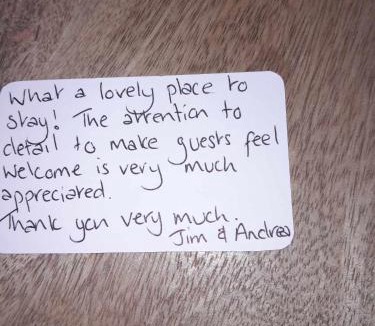 What a lovely place to
stay! The attention to
detail to make guests feel
welcome is very much
appreciated.
Thank you very much.
Jim & Andrea